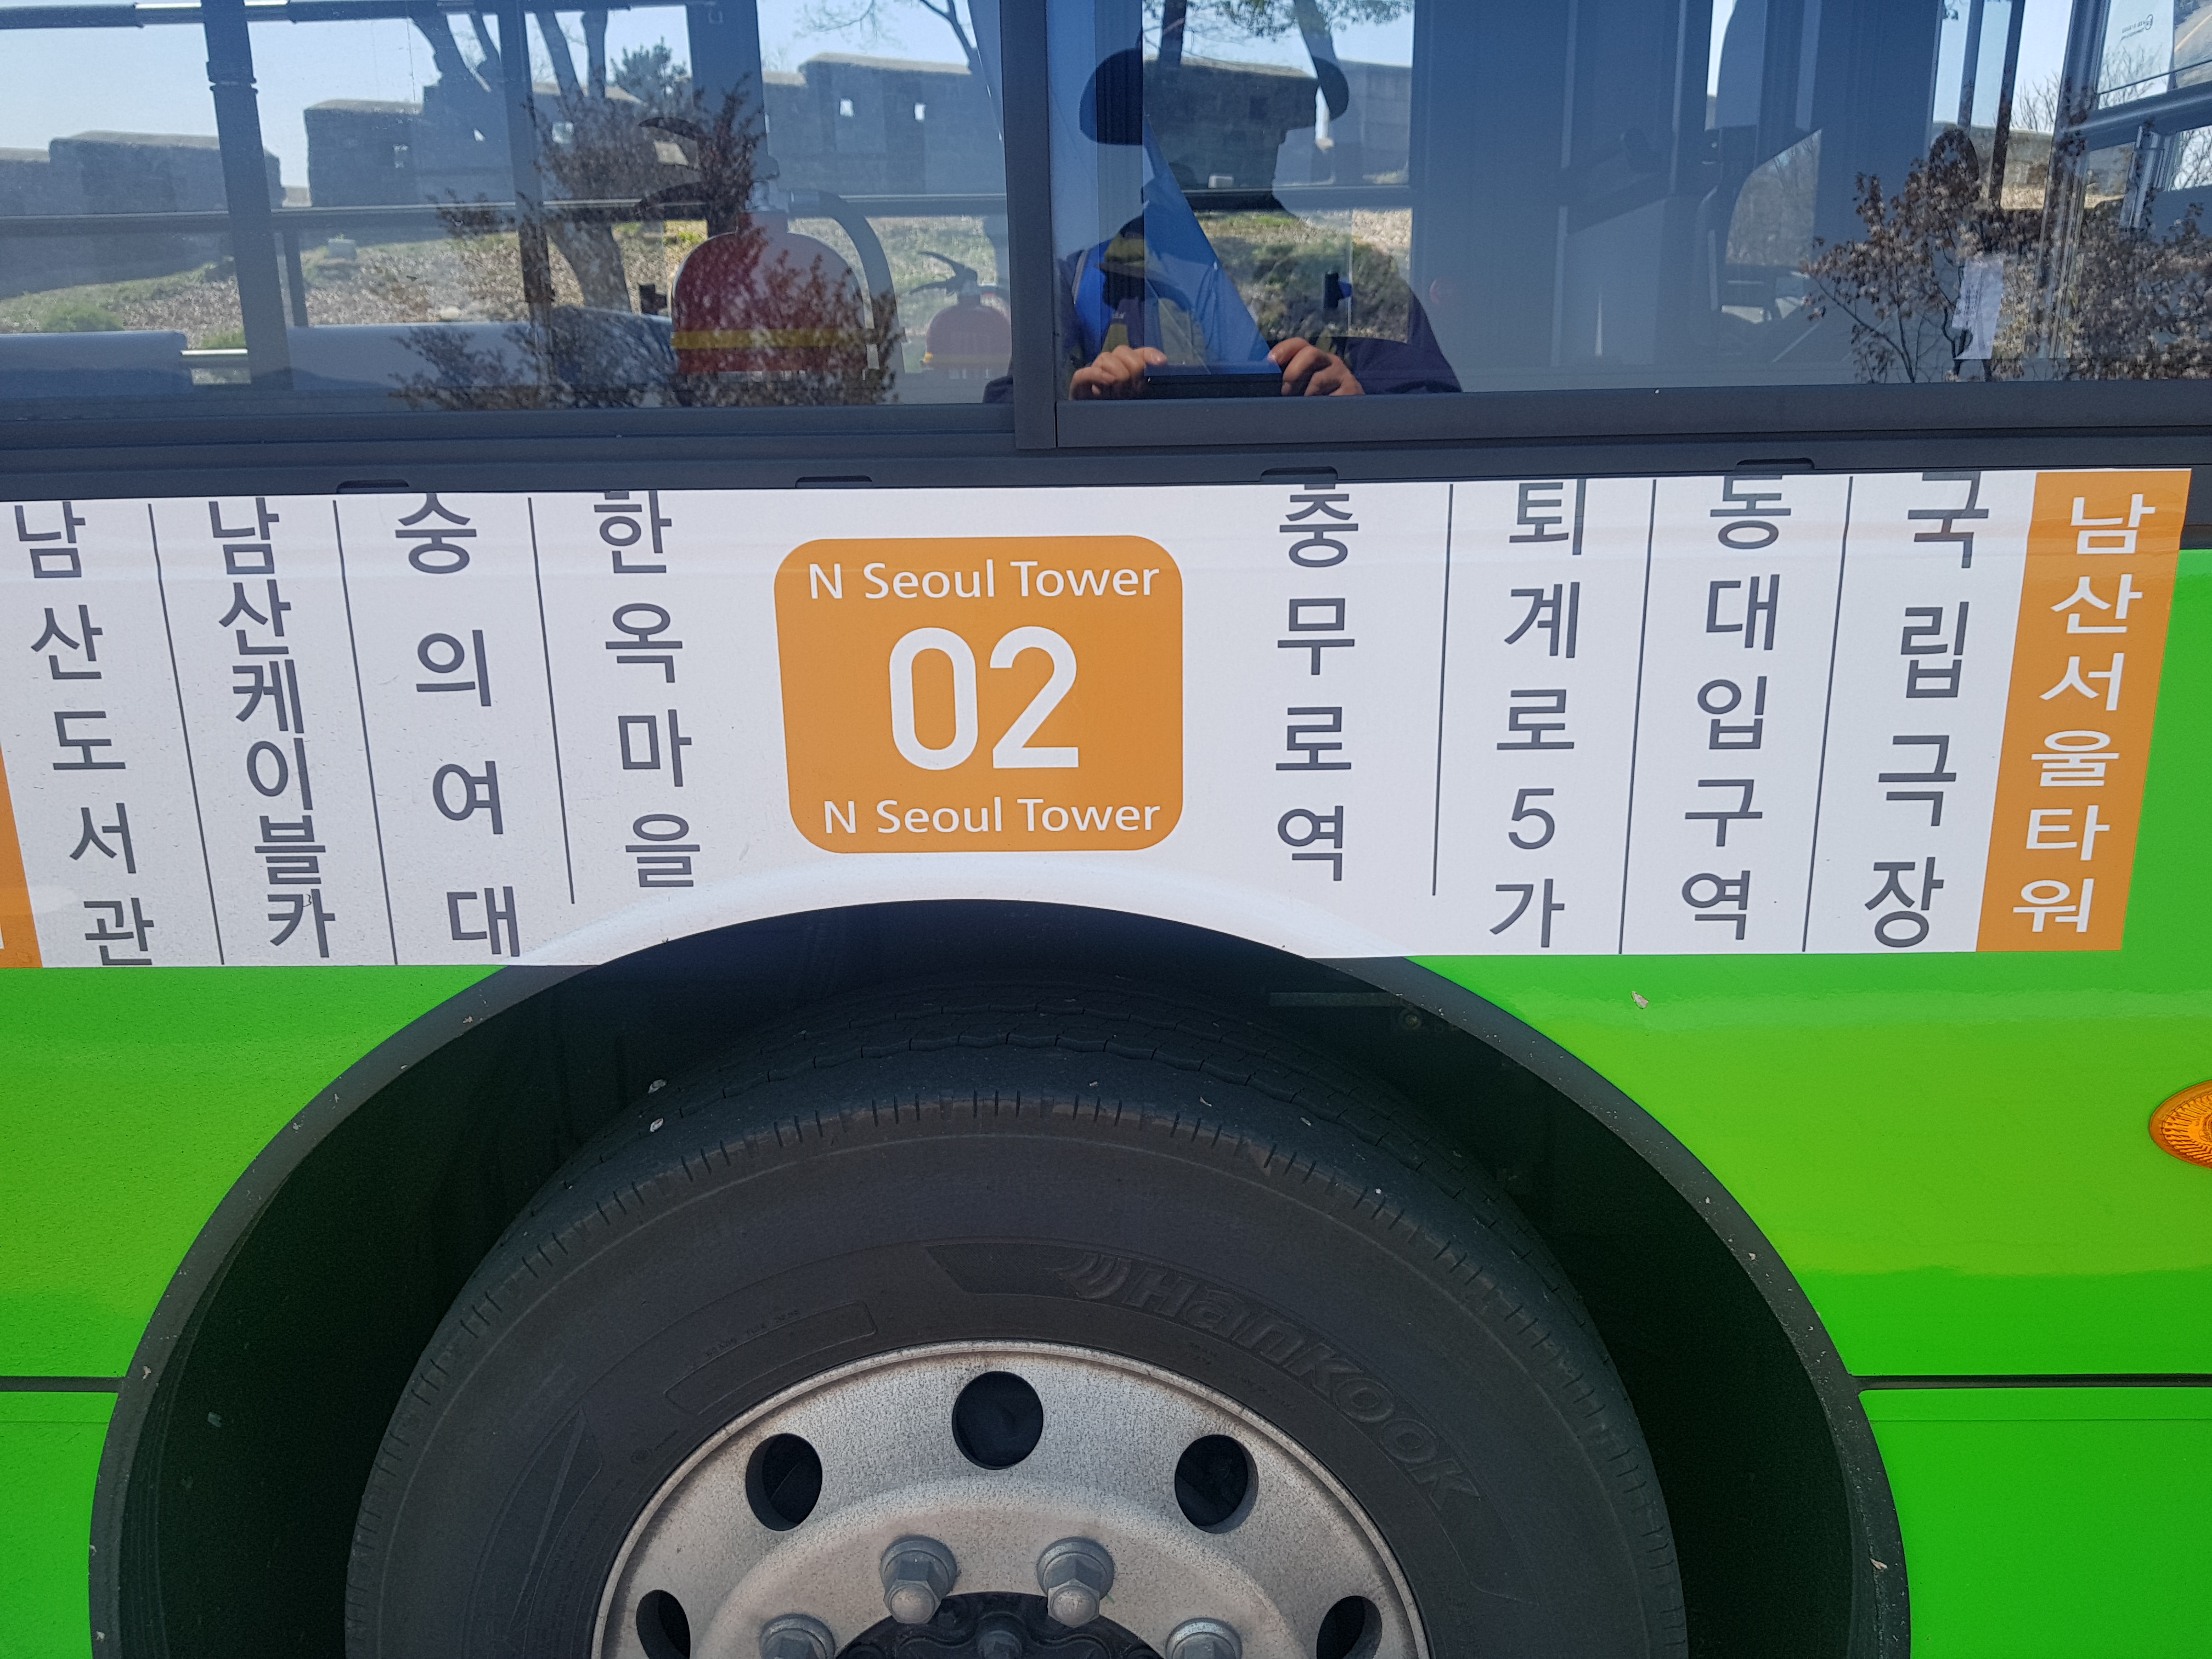 남산도서관
남산케이블카
숭의여대
한옥마을
N Seoul Tower
02
N Seoul Tower
충무로역
퇴계로5가
동대입구역
국립극장
남산서울타워
Hankook